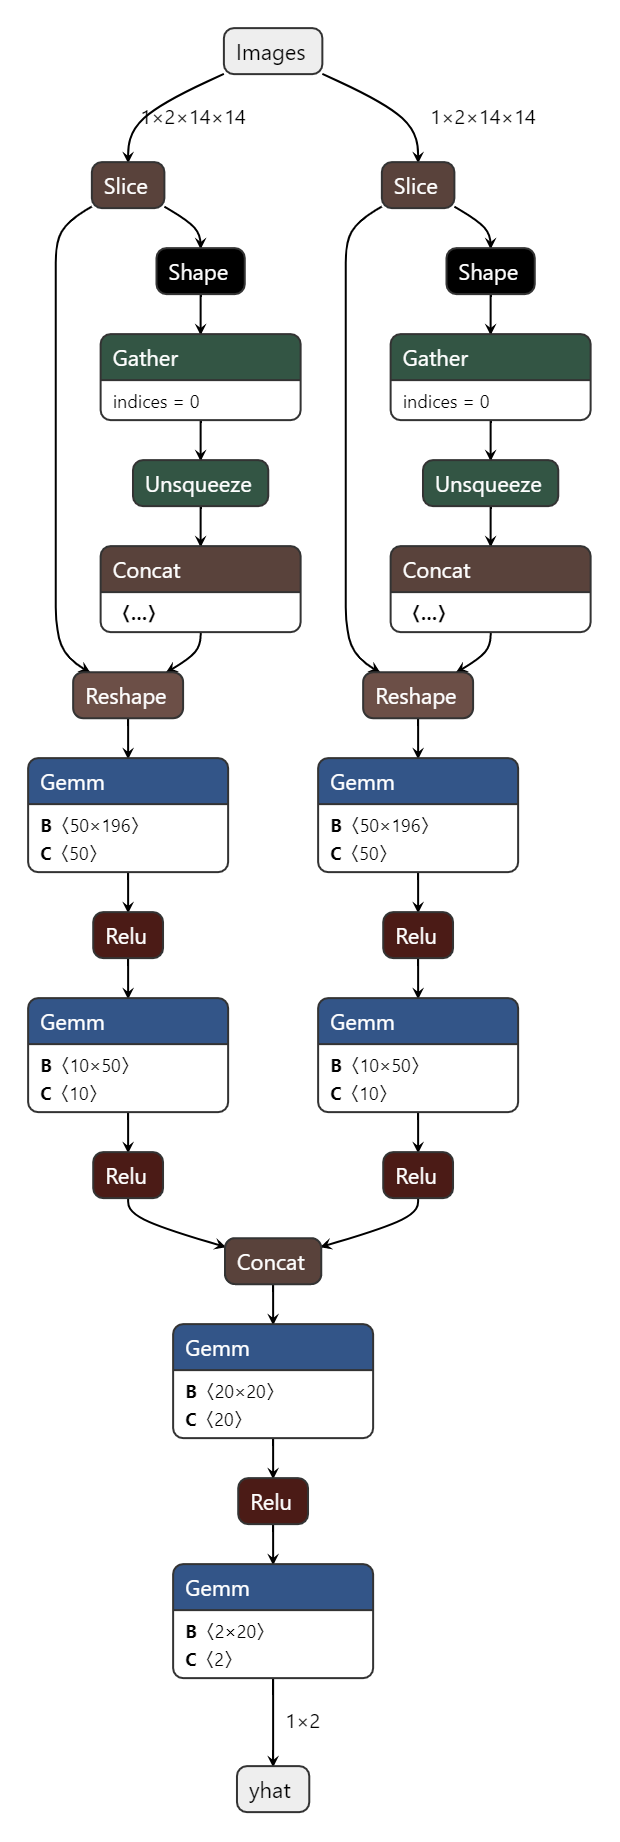 Images
1×2×14×14
1×2×14×14
Slice
Slice
Shape
Shape
Gather
indices = 0
Gather
indices = 0
Unsqueeze
Unsqueeze
Concat
〈…〉
Concat
〈…〉
Reshape
Reshape
Gemm
B 〈50×196〉
C 〈50〉
Gemm
B 〈50×196〉
C 〈50〉
Relu
Relu
Gemm
B 〈10×50〉
C 〈10〉
Gemm
B 〈10×50〉
C 〈10〉
Relu
Relu
Concat
Gemm
B 〈20×20〉
C 〈20〉
Relu
Gemm
B 〈2×20〉
C 〈2〉
1×2
yhat